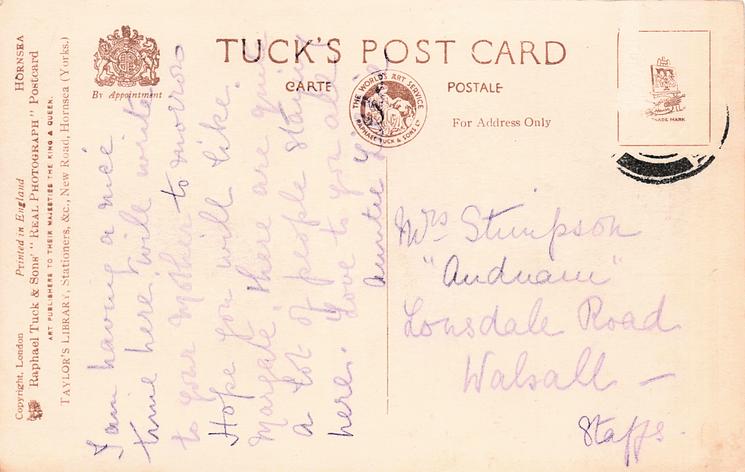 Copyright, London Printed in England HORNSEA
Raphael Tuck & Sons' "REAL PHOTOGRAPH" Postcard
ART PUBLISHERS TO THEIR MAJESTIES THE KING & QUEEN.
TAYLOR'S LIBRARY, Stationers, &c., New Road, Hornsea (Yorks.)
By Appointment
TUCK'S POST CARD
CARTE POSTALE
THE WORLD'S ART SERVICE
RAPHAEL TUCK & SONS LD
For Address Only
TRADE MARK
I am having a nice
time here, will write
to your Mother to-morrow
Hope you will like
Margate, there are quite
a lot of people staying
here. Love to you all
Auntie
Mrs Stimpson
Lonsdale Road
Walsall —
Staffs.